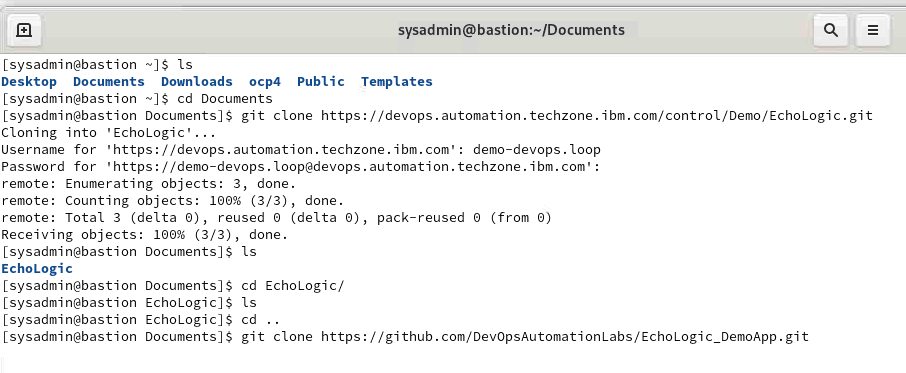 sysadmin@bastion:~/Documents
[sysadmin@bastion ~]$ ls
Desktop  Documents  Downloads  ocp4  Public  Templates
[sysadmin@bastion ~]$ cd Documents
[sysadmin@bastion Documents]$ git clone https://devops.automation.techzone.ibm.com/control/Demo/EchoLogic.git
Cloning into 'EchoLogic'...
Username for 'https://devops.automation.techzone.ibm.com': demo-devops.loop
Password for 'https://demo-devops.loop@devops.automation.techzone.ibm.com':
remote: Enumerating objects: 3, done.
remote: Counting objects: 100% (3/3), done.
remote: Total 3 (delta 0), reused 0 (delta 0), pack-reused 0 (from 0)
Receiving objects: 100% (3/3), done.
[sysadmin@bastion Documents]$ ls
EchoLogic
[sysadmin@bastion Documents]$ cd EchoLogic/
[sysadmin@bastion EchoLogic]$ ls
[sysadmin@bastion EchoLogic]$ cd ..
[sysadmin@bastion Documents]$ git clone https://github.com/DevOpsAutomationLabs/EchoLogic_DemoApp.git